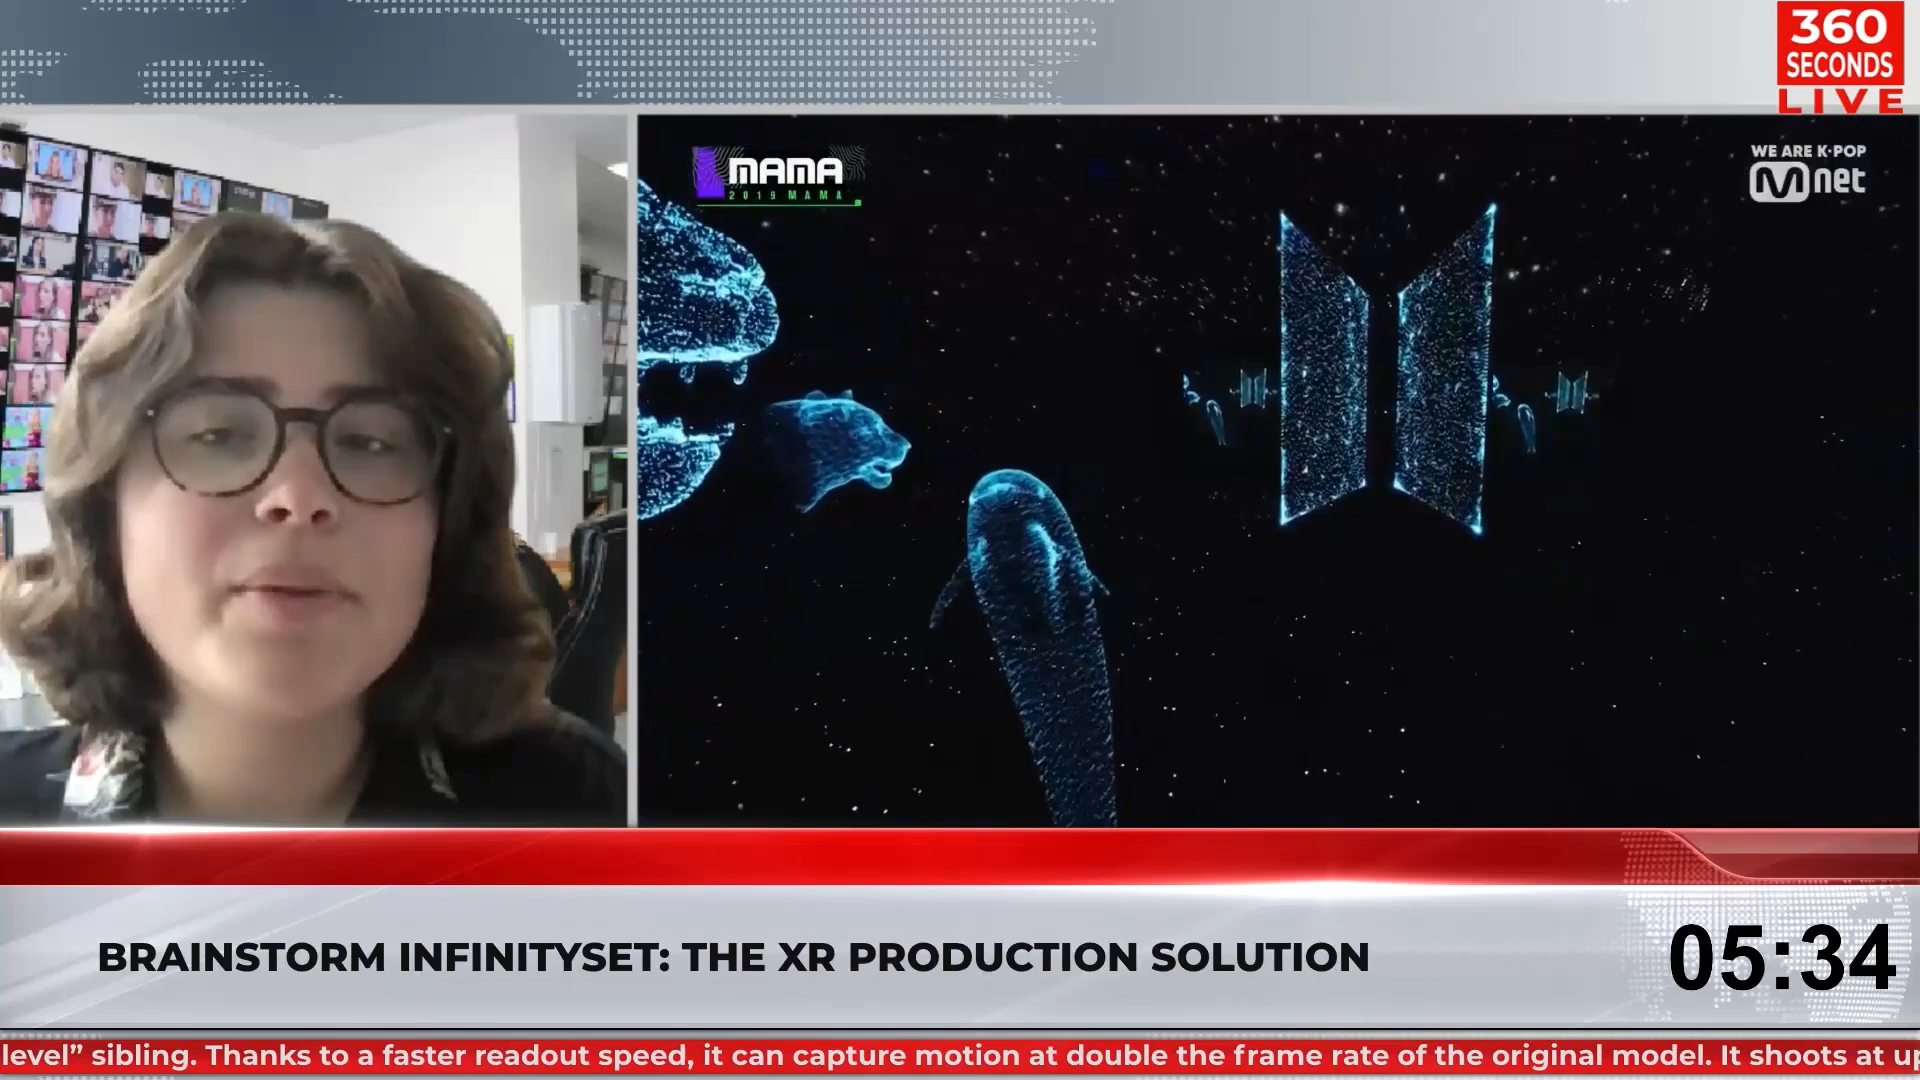 360
SECONDS
LIVE
MAMA
2019 MAMA
WE ARE K·POP
Mnet
BRAINSTORM INFINITYSET: THE XR PRODUCTION SOLUTION
05:34
level” sibling. Thanks to a faster readout speed, it can capture motion at double the frame rate of the original model. It shoots at up